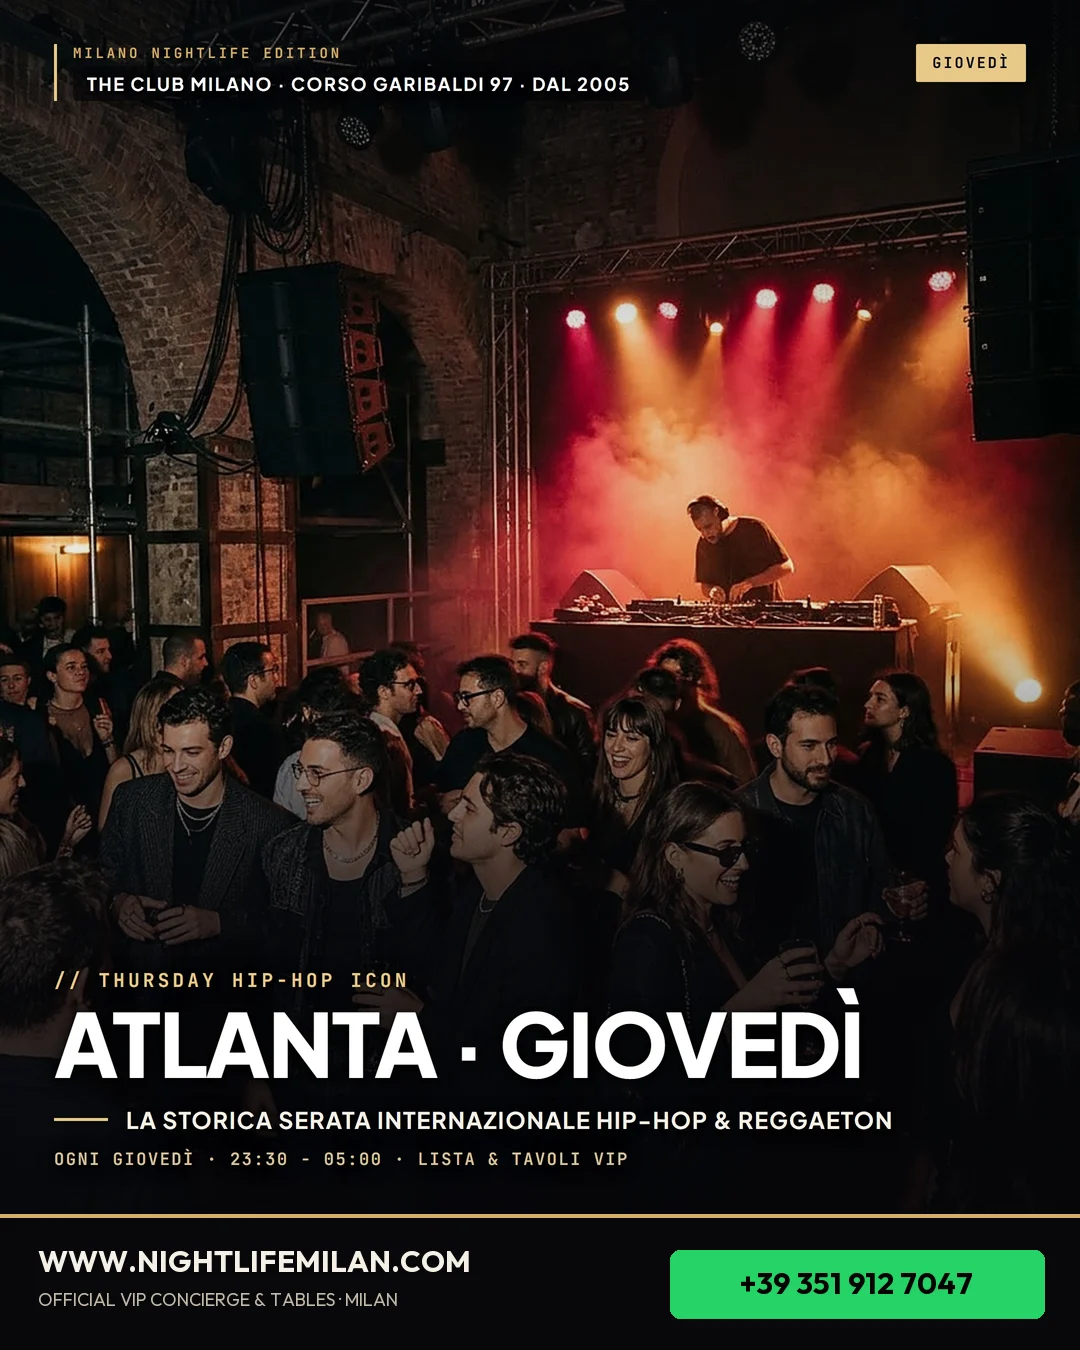 MILANO NIGHTLIFE EDITION
THE CLUB MILANO · CORSO GARIBALDI 97 · DAL 2005
GIOVEDÌ
// THURSDAY HIP-HOP ICON
ATLANTA · GIOVEDÌ
LA STORICA SERATA INTERNAZIONALE HIP-HOP & REGGAETON
OGNI GIOVEDÌ · 23:30 - 05:00 · LISTA & TAVOLI VIP
WWW.NIGHTLIFEMILAN.COM
OFFICIAL VIP CONCIERGE & TABLES · MILAN
+39 351 912 7047